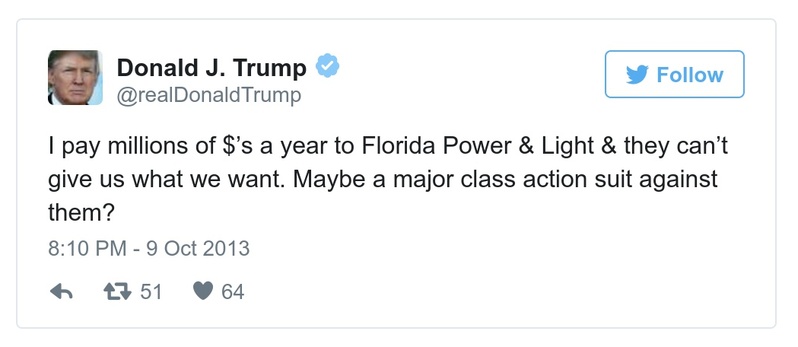 Donald J. Trump
@realDonaldTrump
Follow
I pay millions of $’s a year to Florida Power & Light & they can’t
give us what we want. Maybe a major class action suit against
them?
8:10 PM - 9 Oct 2013
51 64